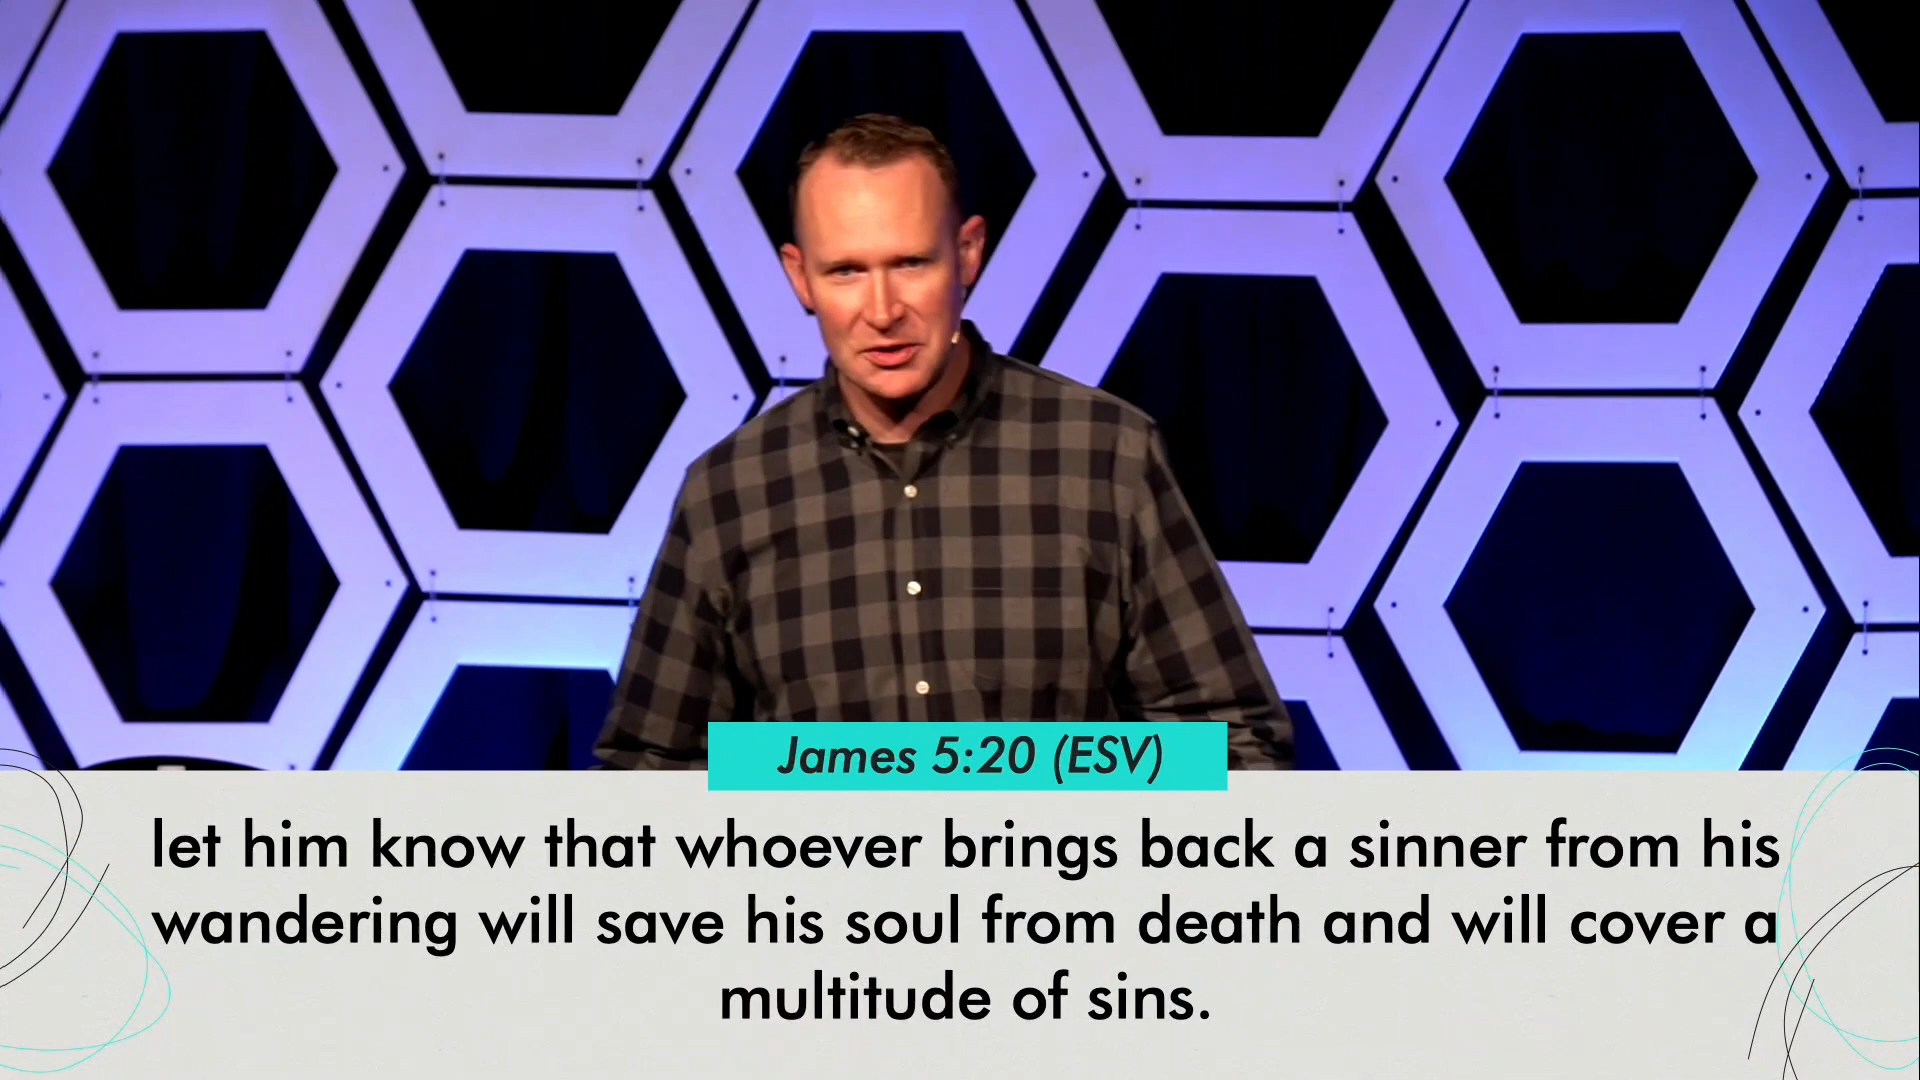 James 5:20 (ESV)
let him know that whoever brings back a sinner from his
wandering will save his soul from death and will cover a
multitude of sins.